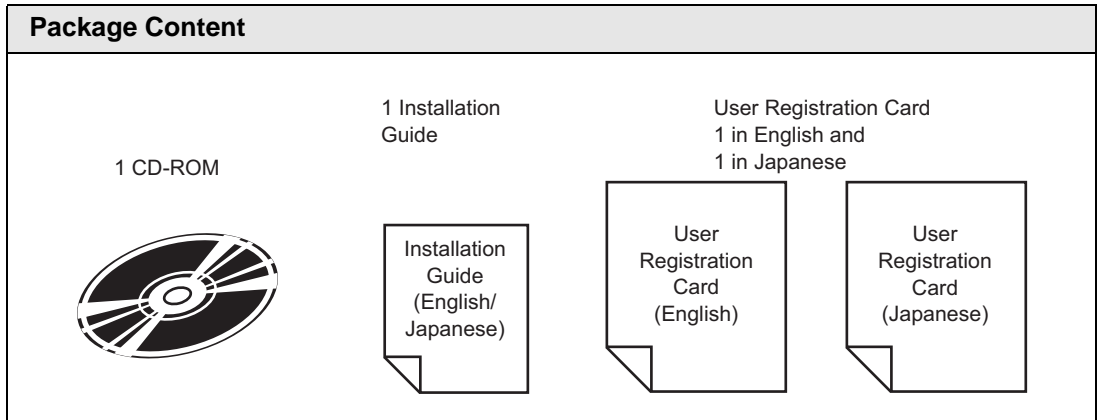 Package Content
1 CD-ROM
1 Installation
Guide
User Registration Card
1 in English and
1 in Japanese
Installation
Guide
(English/
Japanese)
User
Registration
Card
(English)
User
Registration
Card
(Japanese)